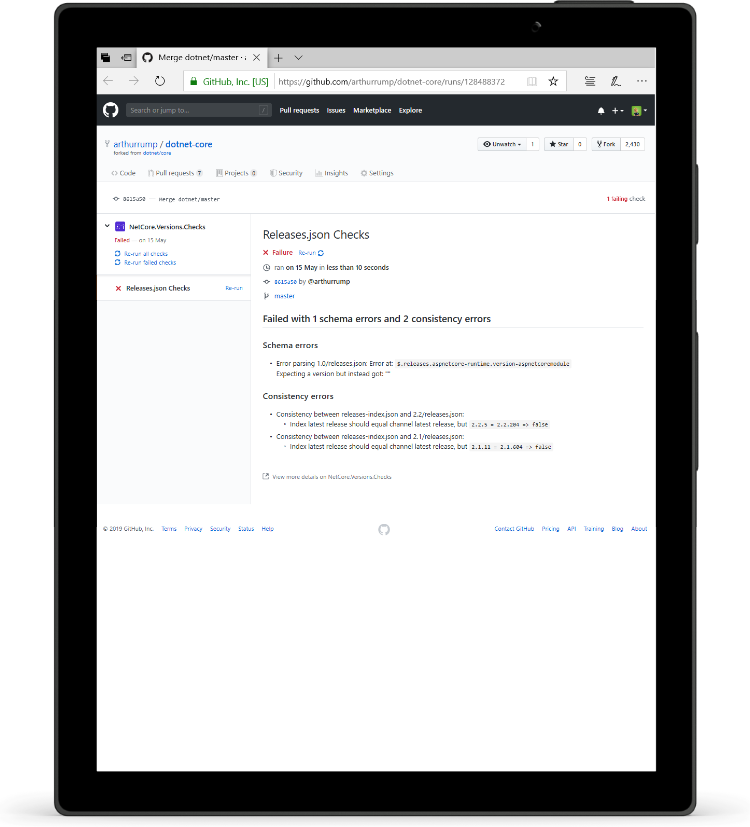 Merge dotnet/master · a
GitHub, Inc. [US] https://github.com/arthurrump/dotnet-core/runs/128488372
Search or jump to... / Pull requests Issues Marketplace Explore
arthurrump / dotnet-core
forked from dotnet/core
Unwatch 1 Star 0 Fork 2,410
Code Pull requests 7 Projects 0 Security Insights Settings
8615a50 Merge dotnet/master 1 failing check
NetCore.Versions.Checks
Failed on 15 May
Re-run all checks
Re-run failed checks
Releases.json Checks Re-run
Releases.json Checks
Failure Re-run
ran on 15 May in less than 10 seconds
8615a50 by @arthurrump
master
Failed with 1 schema errors and 2 consistency errors
Schema errors
• Error parsing 1.0/releases.json: Error at: $.releases.aspnetcore-runtime.version-aspnetcoremodule
Expecting a version but instead got: ""
Consistency errors
• Consistency between releases-index.json and 2.2/releases.json:
◦ Index latest release should equal channel latest release, but 2.2.5 = 2.2.204 => false
• Consistency between releases-index.json and 2.1/releases.json:
◦ Index latest release should equal channel latest release, but 2.1.11 = 2.1.604 => false
View more details on NetCore.Versions.Checks
© 2019 GitHub, Inc. Terms Privacy Security Status Help Contact GitHub Pricing API Training Blog About